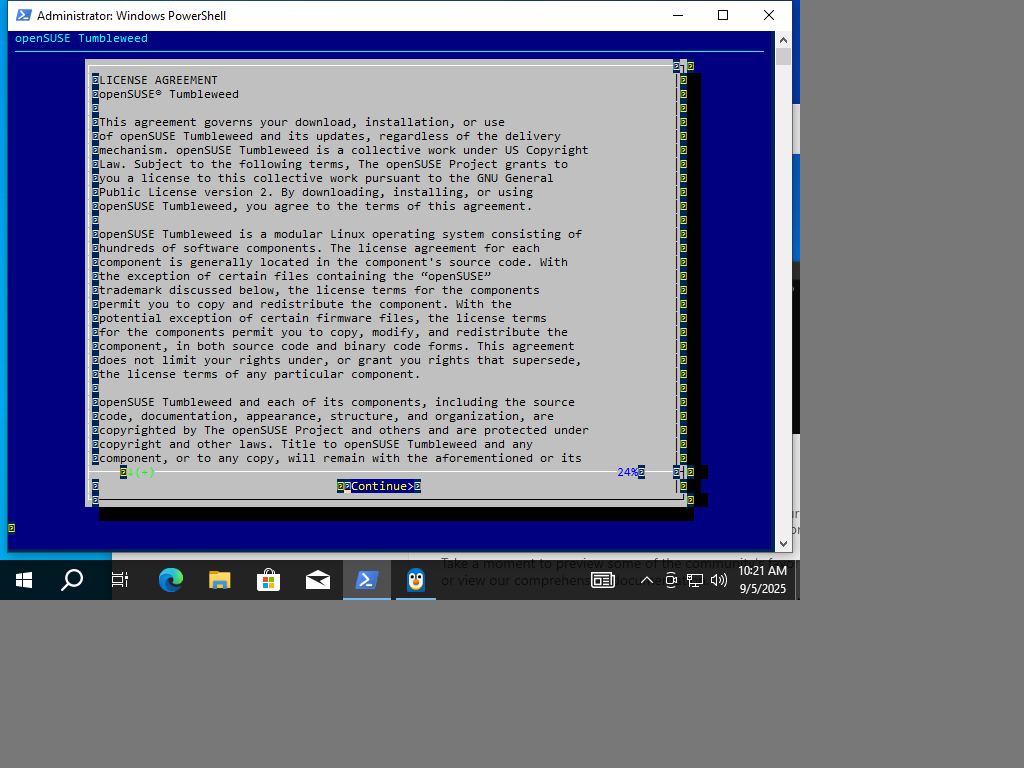 Administrator: Windows PowerShell
openSUSE Tumbleweed
LICENSE AGREEMENT
openSUSE® Tumbleweed
This agreement governs your download, installation, or use
of openSUSE Tumbleweed and its updates, regardless of the delivery
mechanism. openSUSE Tumbleweed is a collective work under US Copyright
Law. Subject to the following terms, The openSUSE Project grants to
you a license to this collective work pursuant to the GNU General
Public License version 2. By downloading, installing, or using
openSUSE Tumbleweed, you agree to the terms of this agreement.
openSUSE Tumbleweed is a modular Linux operating system consisting of
hundreds of software components. The license agreement for each
component is generally located in the component's source code. With
the exception of certain files containing the “openSUSE”
trademark discussed below, the license terms for the components
permit you to copy and redistribute the component. With the
potential exception of certain firmware files, the license terms
for the components permit you to copy, modify, and redistribute the
component, in both source code and binary code forms. This agreement
does not limit your rights under, or grant you rights that supersede,
the license terms of any particular component.
openSUSE Tumbleweed and each of its components, including the source
code, documentation, appearance, structure, and organization, are
copyrighted by The openSUSE Project and others and are protected under
copyright and other laws. Title to openSUSE Tumbleweed and any
component, or to any copy, will remain with the aforementioned or its
↓(+) 24%
Continue>
Take a moment to preview some of the
or view our comprehens
10:21 AM
9/5/2025